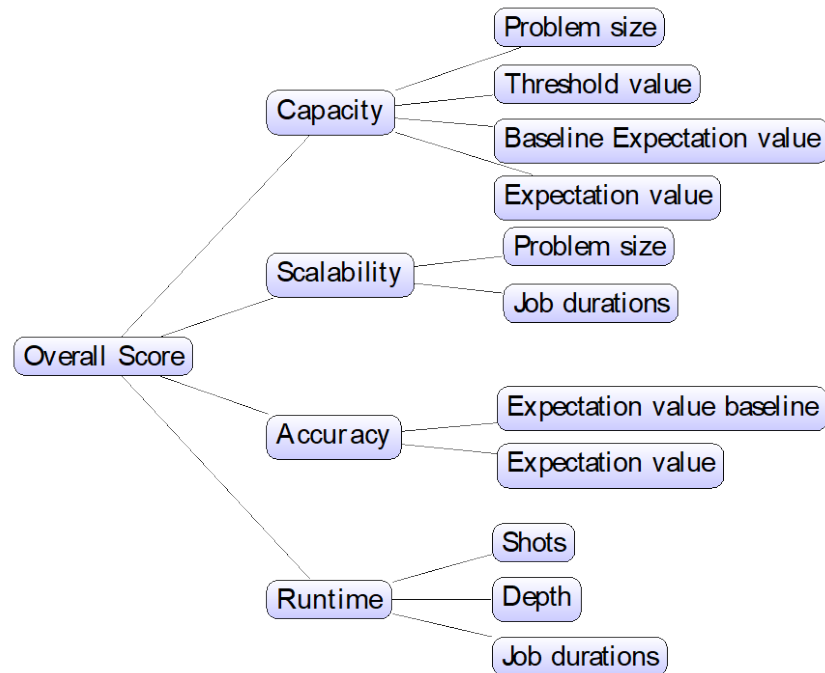 Problem size
Threshold value
Capacity
Baseline Expectation value
Expectation value
Problem size
Scalability
Job durations
Overall Score
Expectation value baseline
Accuracy
Expectation value
Shots
Runtime
Depth
Job durations